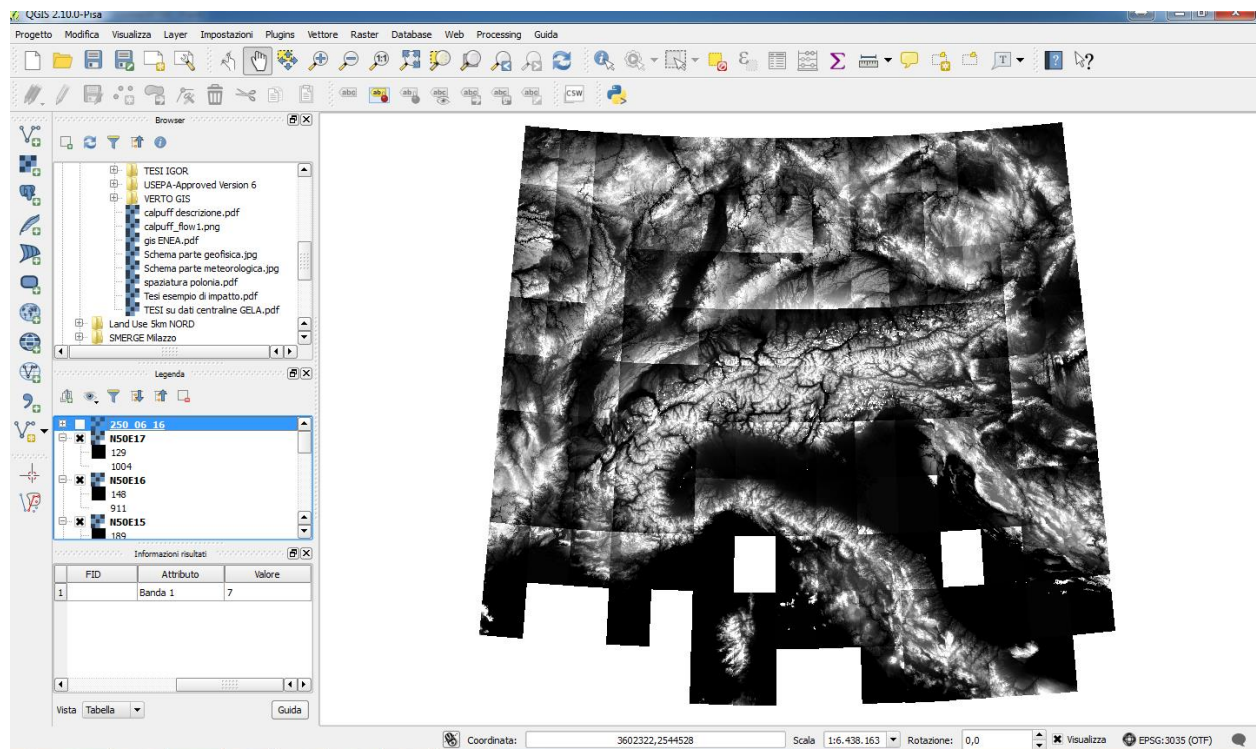 QGIS 2.10.0-Pisa
Progetto Modifica Visualizza Layer Impostazioni Plugins Vettore Raster Database Web Processing Guida
Browser
TESI IGOR
USEPA-Approved Version 6
VERTO GIS
calpuff descrizione.pdf
calpuff_flow1.png
gis ENEA.pdf
Schema parte geofisica.jpg
Schema parte meteorologica.jpg
spaziatura polonia.pdf
Tesi esempio di impatto.pdf
TESI su dati centraline GELA.pdf
Land Use 5km NORD
SMERGE Milazzo
Legenda
250_06_16
N50E17
129
1004
N50E16
148
911
N50E15
189
Informazioni risultati
FID Attributo Valore
1 Banda 1 7
Vista Tabella Guida
Coordinata: 3602322,2544528 Scala 1:6.438.163 Rotazione: 0,0 Visualizza EPSG:3035 (OTF)